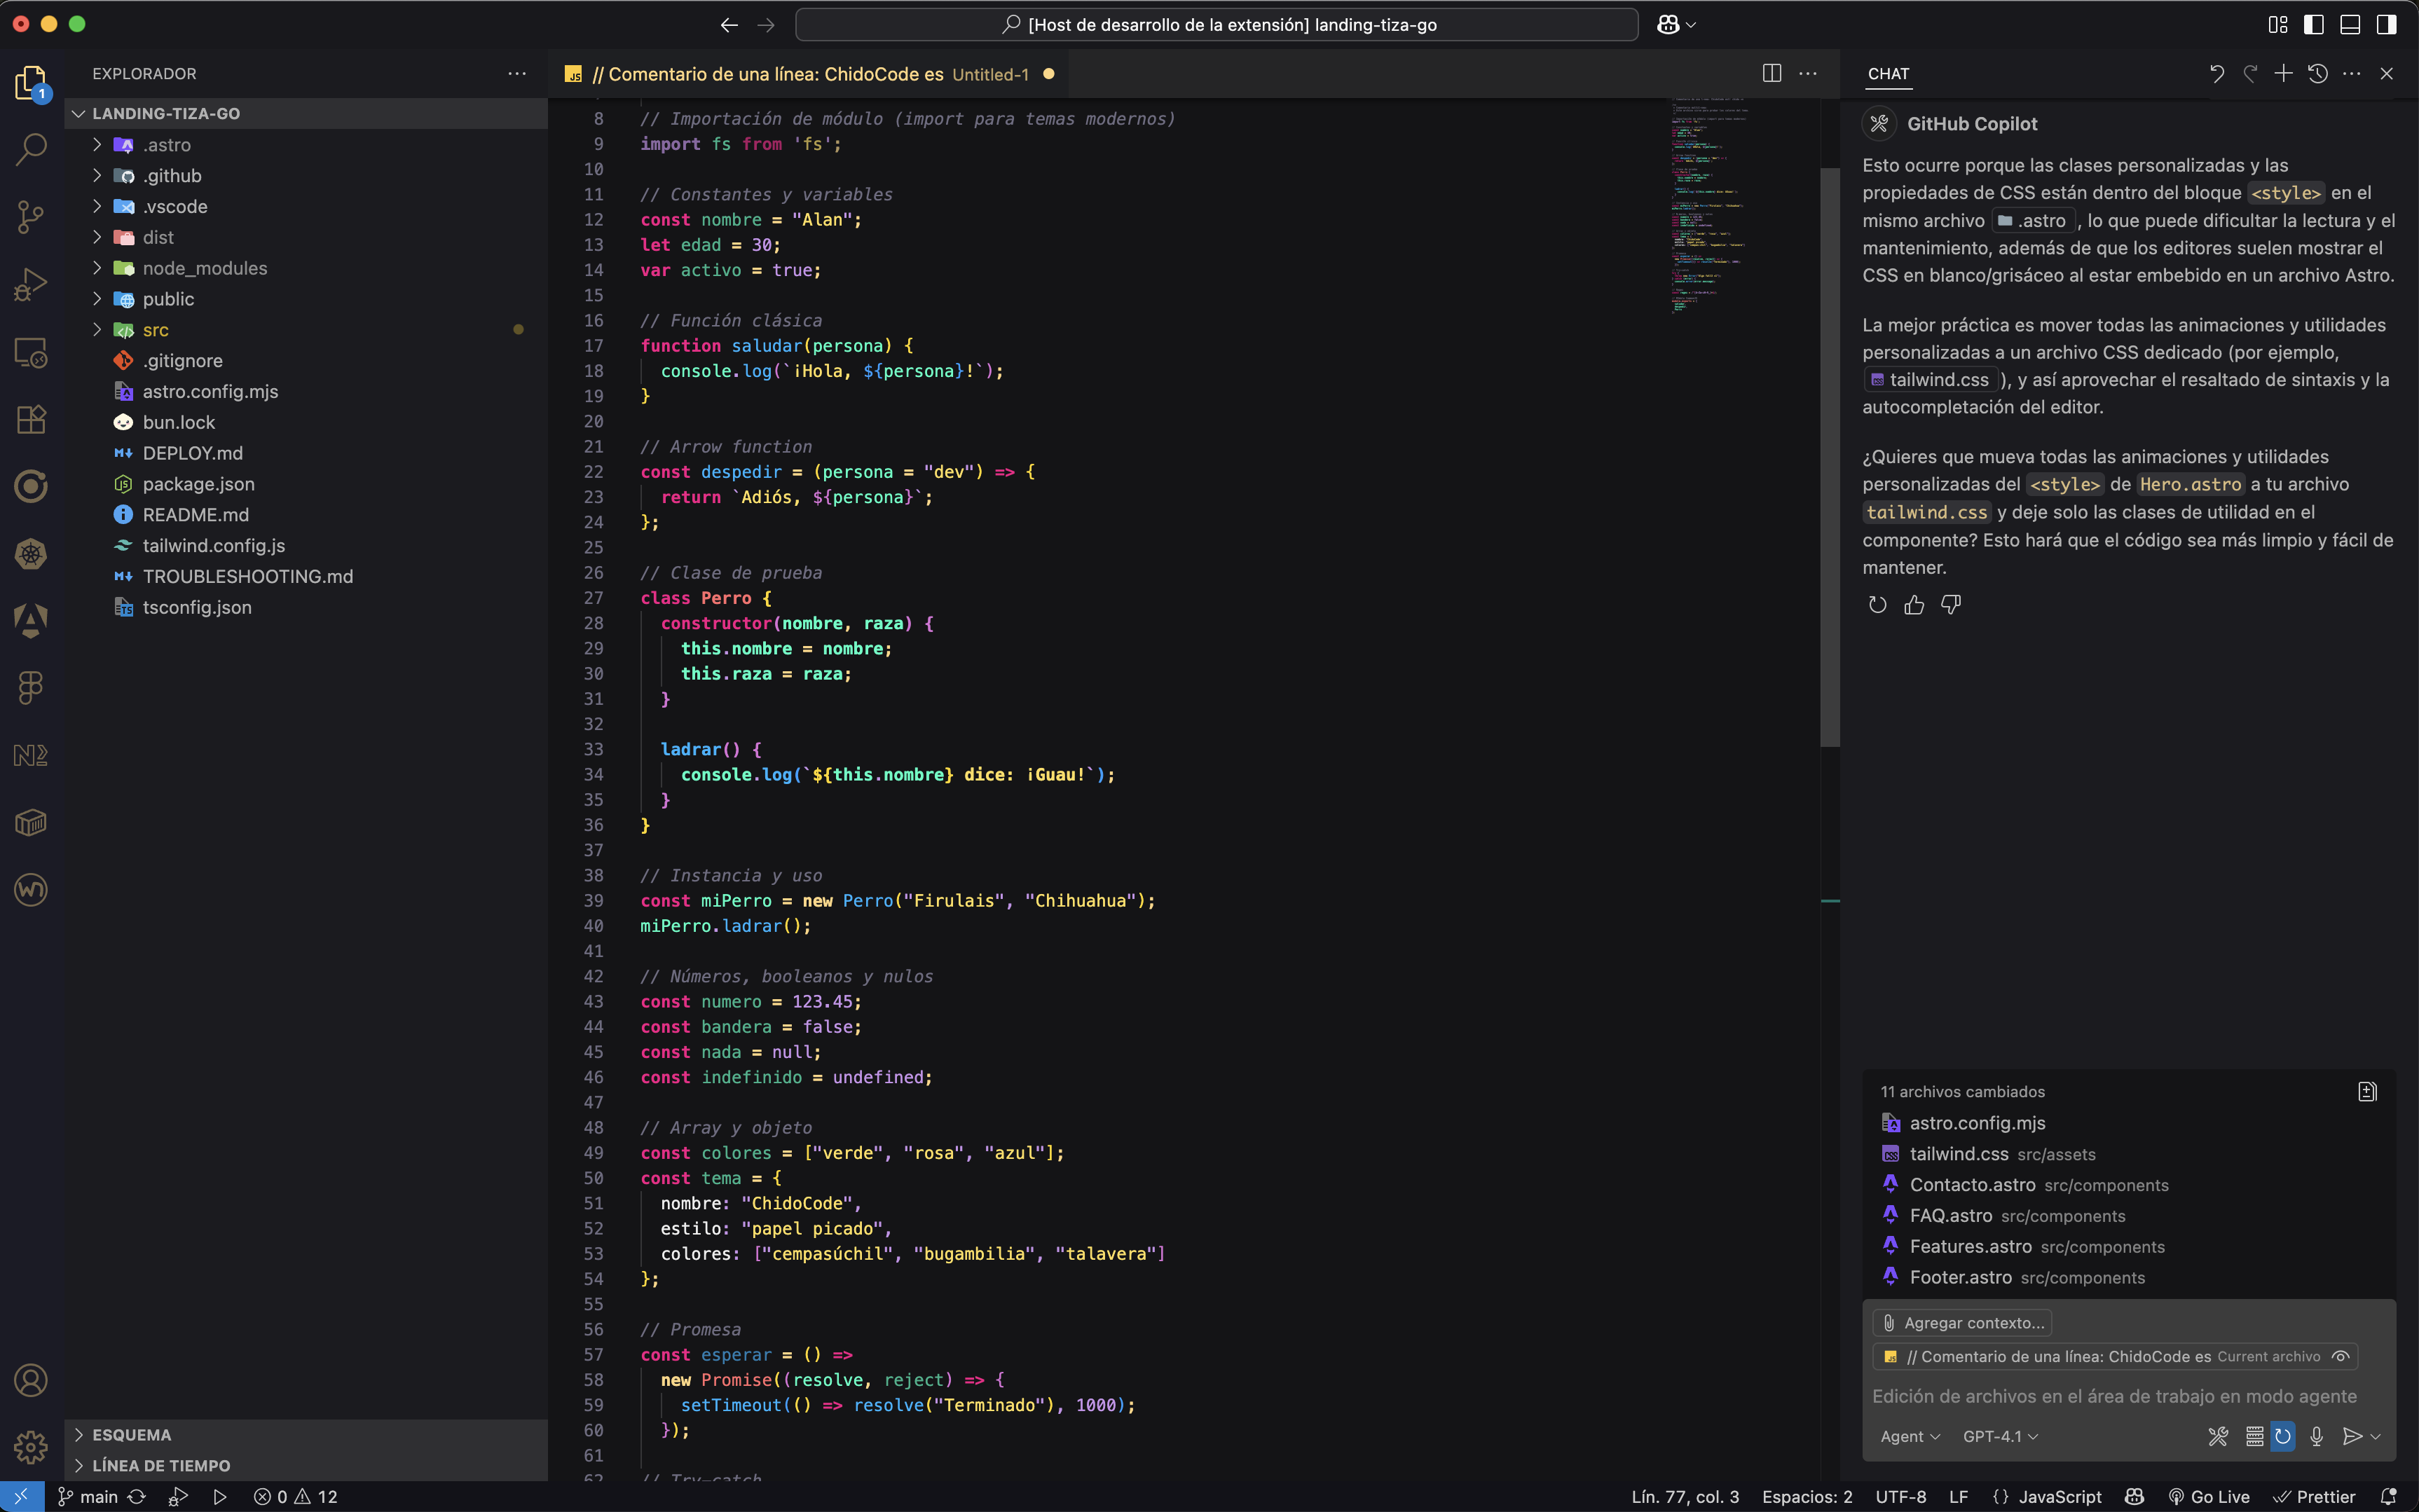 [Host de desarrollo de la extensión] landing-tiza-go
EXPLORADOR
1
LANDING-TIZA-GO
.astro
.github
.vscode
dist
node_modules
public
src
.gitignore
astro.config.mjs
bun.lock
DEPLOY.md
package.json
README.md
tailwind.config.js
TROUBLESHOOTING.md
tsconfig.json
ESQUEMA
LÍNEA DE TIEMPO
// Comentario de una línea: ChidoCode es Untitled-1
8 // Importación de módulo (import para temas modernos)
9 import fs from 'fs';
10
11 // Constantes y variables
12 const nombre = "Alan";
13 let edad = 30;
14 var activo = true;
15
16 // Función clásica
17 function saludar(persona) {
18 console.log(`¡Hola, ${persona}!`);
19 }
20
21 // Arrow function
22 const despedir = (persona = "dev") => {
23 return `Adiós, ${persona}`;
24 };
25
26 // Clase de prueba
27 class Perro {
28 constructor(nombre, raza) {
29 this.nombre = nombre;
30 this.raza = raza;
31 }
32
33 ladrar() {
34 console.log(`${this.nombre} dice: ¡Guau!`);
35 }
36 }
37
38 // Instancia y uso
39 const miPerro = new Perro("Firulais", "Chihuahua");
40 miPerro.ladrar();
41
42 // Números, booleanos y nulos
43 const numero = 123.45;
44 const bandera = false;
45 const nada = null;
46 const indefinido = undefined;
47
48 // Array y objeto
49 const colores = ["verde", "rosa", "azul"];
50 const tema = {
51 nombre: "ChidoCode",
52 estilo: "papel picado",
53 colores: ["cempasúchil", "bugambilia", "talavera"]
54 };
55
56 // Promesa
57 const esperar = () =>
58 new Promise((resolve, reject) => {
59 setTimeout(() => resolve("Terminado"), 1000);
60 });
61
62 // Try-catch
CHAT
GitHub Copilot
Esto ocurre porque las clases personalizadas y las
propiedades de CSS están dentro del bloque <style> en el
mismo archivo .astro , lo que puede dificultar la lectura y el
mantenimiento, además de que los editores suelen mostrar el
CSS en blanco/grisáceo al estar embebido en un archivo Astro.
La mejor práctica es mover todas las animaciones y utilidades
personalizadas a un archivo CSS dedicado (por ejemplo,
tailwind.css ), y así aprovechar el resaltado de sintaxis y la
autocompletación del editor.
¿Quieres que mueva todas las animaciones y utilidades
personalizadas del <style> de Hero.astro a tu archivo
tailwind.css y deje solo las clases de utilidad en el
componente? Esto hará que el código sea más limpio y fácil de
mantener.
11 archivos cambiados
astro.config.mjs
tailwind.css src/assets
Contacto.astro src/components
FAQ.astro src/components
Features.astro src/components
Footer.astro src/components
Agregar contexto...
// Comentario de una línea: ChidoCode es Current archivo
Edición de archivos en el área de trabajo en modo agente
Agent GPT-4.1
main 0 12
Lín. 77, col. 3 Espacios: 2 UTF-8 LF {} JavaScript Go Live Prettier